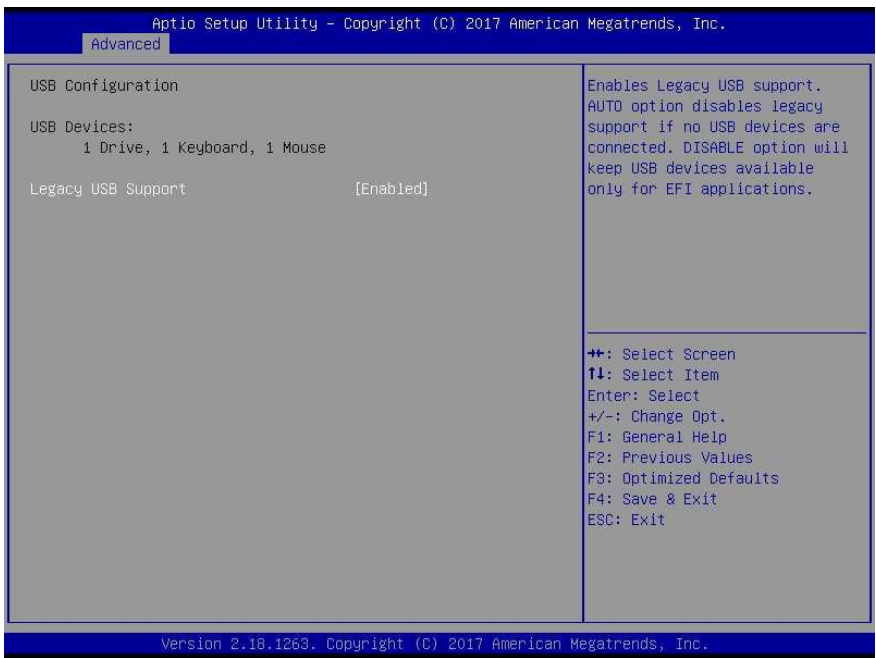 Aptio Setup Utility – Copyright (C) 2017 American Megatrends, Inc.
Advanced
USB Configuration
USB Devices:
1 Drive, 1 Keyboard, 1 Mouse
Legacy USB Support [Enabled]
Enables Legacy USB support.
AUTO option disables legacy
support if no USB devices are
connected. DISABLE option will
keep USB devices available
only for EFI applications.
→←: Select Screen
↑↓: Select Item
Enter: Select
+/-: Change Opt.
F1: General Help
F2: Previous Values
F3: Optimized Defaults
F4: Save & Exit
ESC: Exit
Version 2.18.1263. Copyright (C) 2017 American Megatrends, Inc.